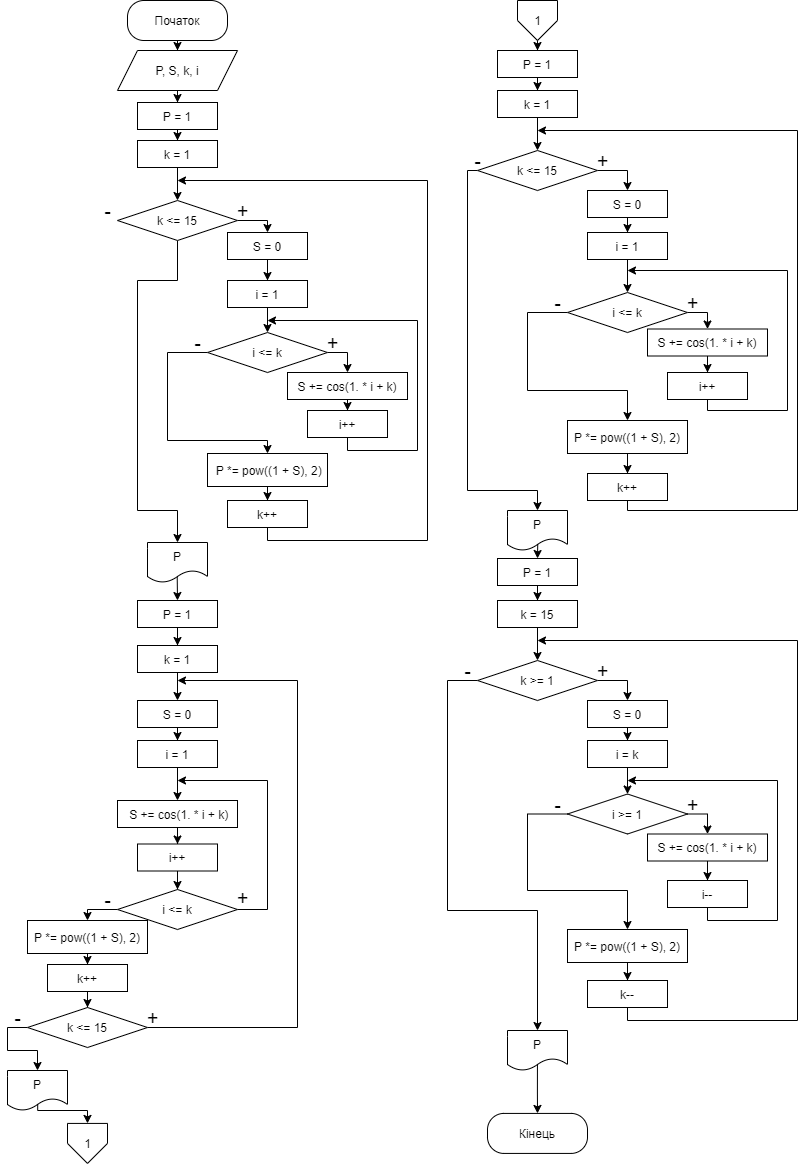 Початок
P, S, k, i
P = 1
k = 1
k <= 15
-
+
S = 0
i = 1
i <= k
-
+
S += cos(1. * i + k)
i++
P *= pow((1 + S), 2)
k++
P
P = 1
k = 1
S = 0
i = 1
S += cos(1. * i + k)
i++
i <= k
-
+
P *= pow((1 + S), 2)
k++
k <= 15
-
+
P
1
1
P = 1
k = 1
k <= 15
-
+
S = 0
i = 1
i <= k
-
+
S += cos(1. * i + k)
i++
P *= pow((1 + S), 2)
k++
P
P = 1
k = 15
k >= 1
-
+
S = 0
i = k
i >= 1
-
+
S += cos(1. * i + k)
i--
P *= pow((1 + S), 2)
k--
P
Кінець